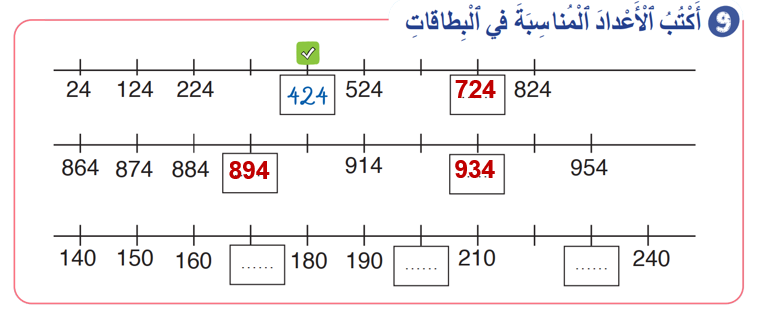 9 أَكْتُبُ ٱلْأَعْدادَ ٱلْمُناسِبَةَ في ٱلْبِطاقاتِ
24 124 224 424 524 724 824
864 874 884 894 914 934 954
140 150 160 ...... 180 190 ...... 210 ...... 240